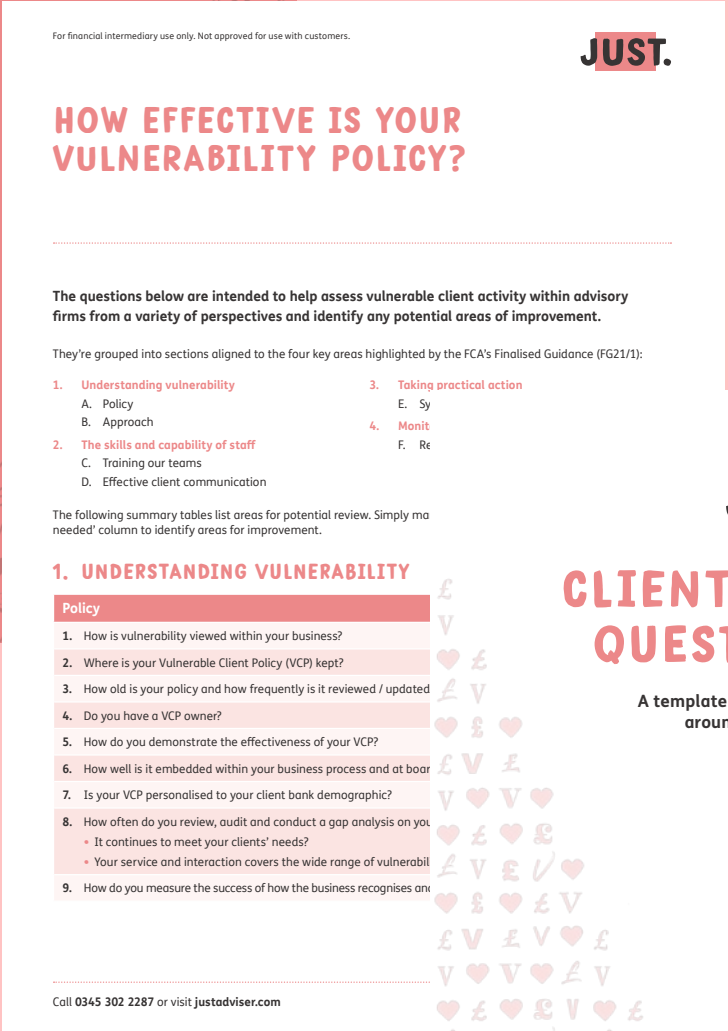 For financial intermediary use only. Not approved for use with customers.
JUST.
HOW EFFECTIVE IS YOUR
VULNERABILITY POLICY?
The questions below are intended to help assess vulnerable client activity within advisory
firms from a variety of perspectives and identify any potential areas of improvement.
They're grouped into sections aligned to the four key areas highlighted by the FCA's Finalised Guidance (FG21/1):
1. Understanding vulnerability
A. Policy
B. Approach
2. The skills and capability of staff
C. Training our teams
D. Effective client communication
3. Taking practical action
E. Sy
4. Monit
F. Re
The following summary tables list areas for potential review. Simply ma
needed' column to identify areas for improvement.
1. UNDERSTANDING VULNERABILITY
Policy
1. How is vulnerability viewed within your business?
2. Where is your Vulnerable Client Policy (VCP) kept?
3. How old is your policy and how frequently is it reviewed / updated
4. Do you have a VCP owner?
5. How do you demonstrate the effectiveness of your VCP?
6. How well is it embedded within your business process and at boar
7. Is your VCP personalised to your client bank demographic?
8. How often do you review, audit and conduct a gap analysis on you
• It continues to meet your clients' needs?
• Your service and interaction covers the wide range of vulnerabil
9. How do you measure the success of how the business recognises and
Call 0345 302 2287 or visit justadviser.com
CLIENT
QUEST
A template
aroun